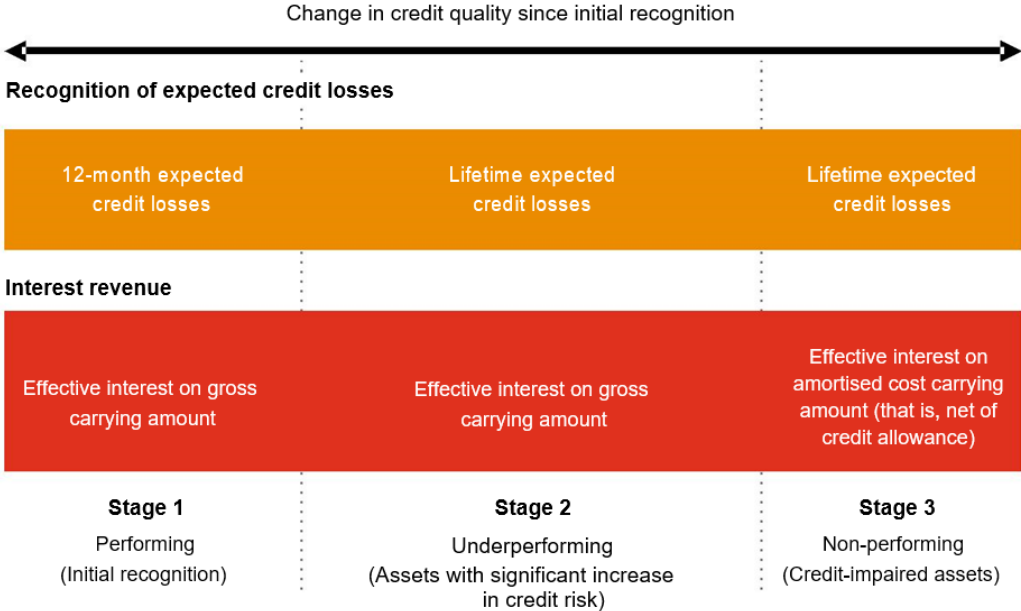 Change in credit quality since initial recognition
Recognition of expected credit losses
12-month expected
credit losses
Lifetime expected
credit losses
Lifetime expected
credit losses
Interest revenue
Effective interest on gross
carrying amount
Effective interest on gross
carrying amount
Effective interest on
amortised cost carrying
amount (that is, net of
credit allowance)
Stage 1
Performing
(Initial recognition)
Stage 2
Underperforming
(Assets with significant increase
in credit risk)
Stage 3
Non-performing
(Credit-impaired assets)